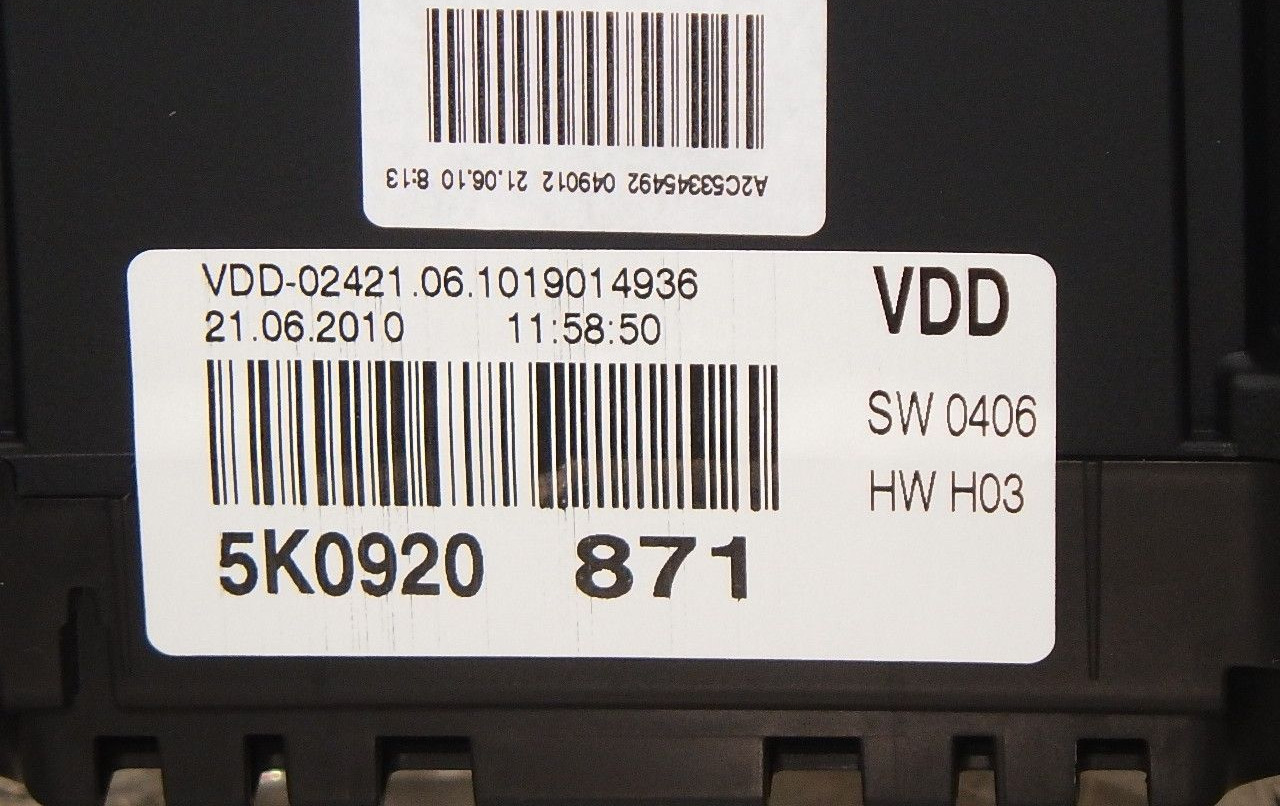 A2C53345492 049012 21.06.10 8:13
VDD-02421.06.1019014936
21.06.2010 11:58:50
VDD
SW 0406
HW H03
5K0920 871